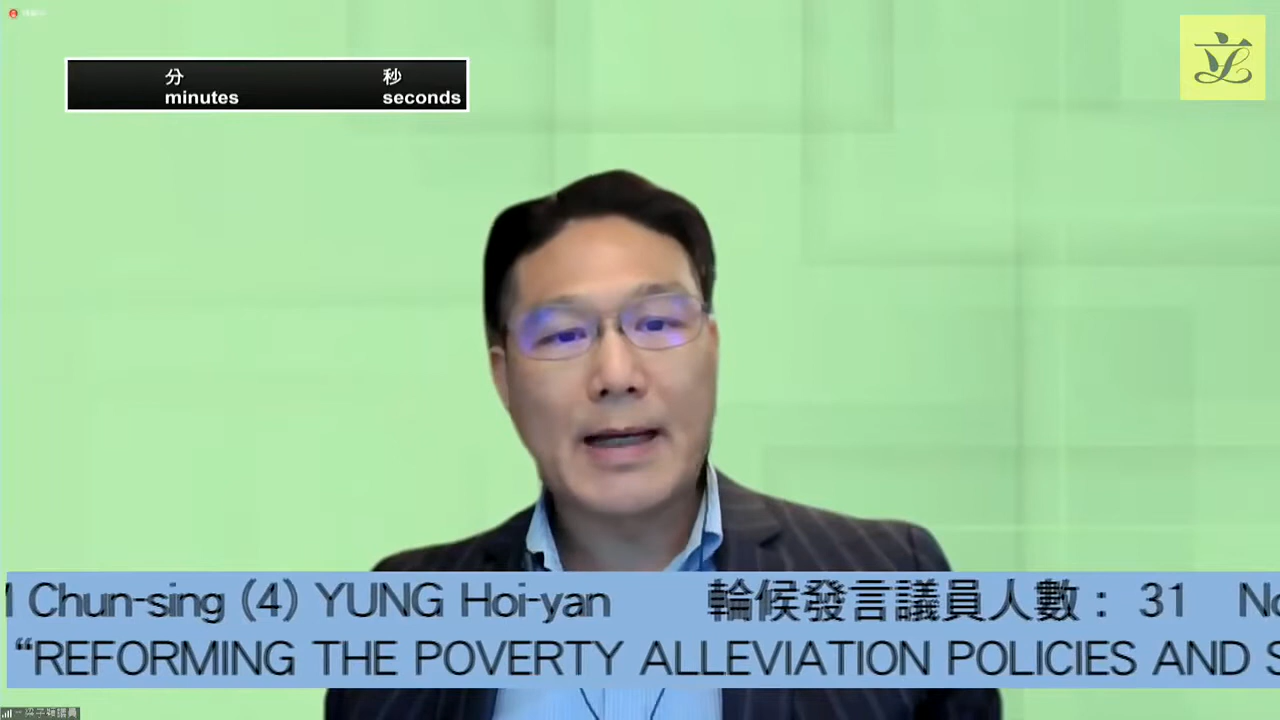 分 秒
minutes seconds
Chun-sing (4) YUNG Hoi-yan 輪候發言議員人數： 31 No
“REFORMING THE POVERTY ALLEVIATION POLICIES AND S